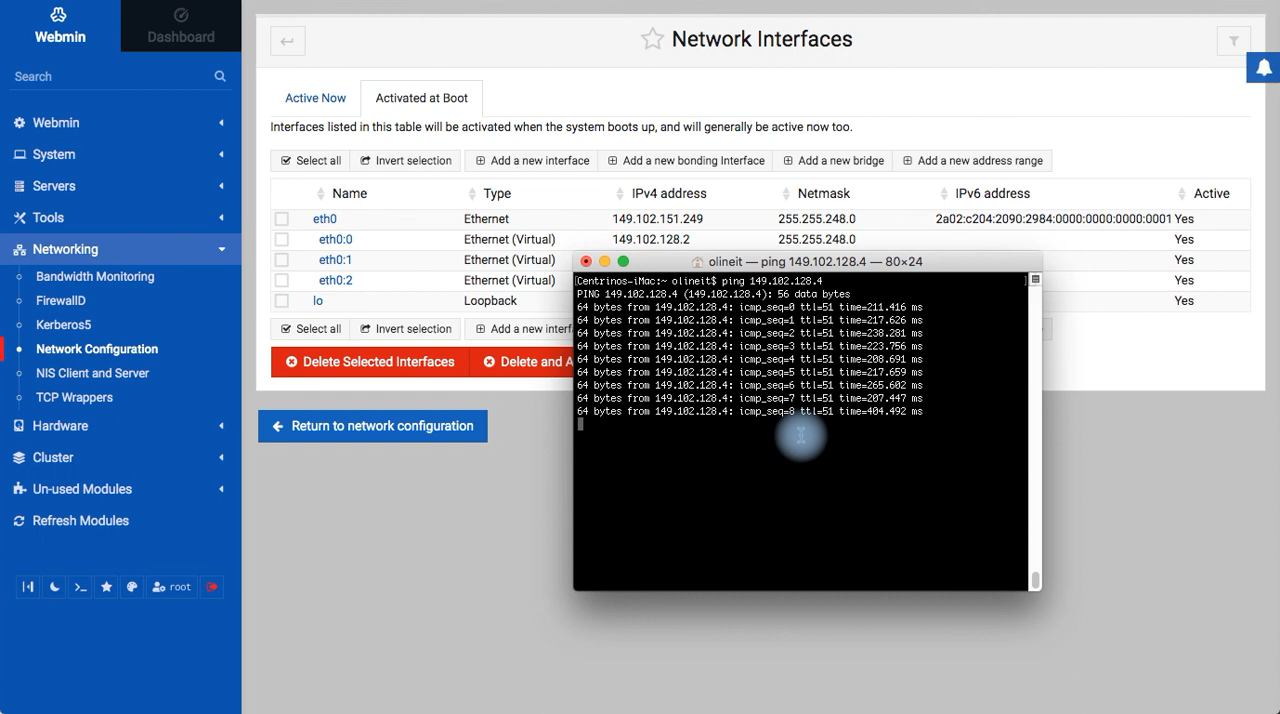 Webmin
Dashboard
Search
Webmin
System
Servers
Tools
Networking
Bandwidth Monitoring
FirewallD
Kerberos5
Network Configuration
NIS Client and Server
TCP Wrappers
Hardware
Cluster
Un-used Modules
Refresh Modules
root
Network Interfaces
Active Now
Activated at Boot
Interfaces listed in this table will be activated when the system boots up, and will generally be active now too.
Select all Invert selection Add a new interface Add a new bonding Interface Add a new bridge Add a new address range
Name Type IPv4 address Netmask IPv6 address Active
eth0 Ethernet 149.102.151.249 255.255.248.0 2a02:c204:2090:2984:0000:0000:0000:0001 Yes
eth0:0 Ethernet (Virtual) 149.102.128.2 255.255.248.0 Yes
eth0:1 Ethernet (Virtual) Yes
eth0:2 Ethernet (Virtual) Yes
lo Loopback Yes
Select all Invert selection Add a new interfa
Delete Selected Interfaces Delete and A
Return to network configuration
olineit — ping 149.102.128.4 — 80×24
[Centrinos-iMac:~ olineit$ ping 149.102.128.4 ]
PING 149.102.128.4 (149.102.128.4): 56 data bytes
64 bytes from 149.102.128.4: icmp_seq=0 ttl=51 time=211.416 ms
64 bytes from 149.102.128.4: icmp_seq=1 ttl=51 time=217.626 ms
64 bytes from 149.102.128.4: icmp_seq=2 ttl=51 time=238.281 ms
64 bytes from 149.102.128.4: icmp_seq=3 ttl=51 time=223.756 ms
64 bytes from 149.102.128.4: icmp_seq=4 ttl=51 time=208.691 ms
64 bytes from 149.102.128.4: icmp_seq=5 ttl=51 time=217.659 ms
64 bytes from 149.102.128.4: icmp_seq=6 ttl=51 time=265.602 ms
64 bytes from 149.102.128.4: icmp_seq=7 ttl=51 time=207.447 ms
64 bytes from 149.102.128.4: icmp_seq=8 ttl=51 time=404.492 ms